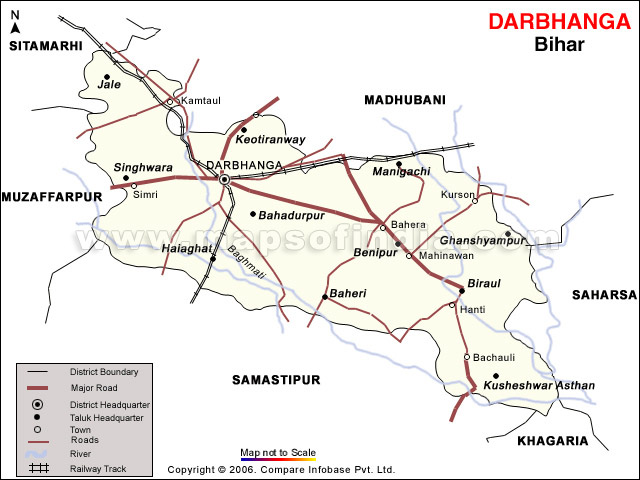 N
DARBHANGA
Bihar
SITAMARHI
Jale
Kamtaul
MADHUBANI
Keotiranway
Singhwara
DARBHANGA
Manigachi
MUZAFFARPUR
Simri
Kurson
Bahadurpur
Bahera
www.mapsofindia.com
Ghanshyampur
Haiaghat
Baghmati
Benipur
Mahinawan
Baheri
Biraul
SAHARSA
Hanti
Bachauli
SAMASTIPUR
Kusheshwar Asthan
KHAGARIA
District Boundary
Major Road
District Headquarter
Taluk Headquarter
Town
Roads
River
Railway Track
Map not to Scale
Copyright © 2006. Compare Infobase Pvt. Ltd.